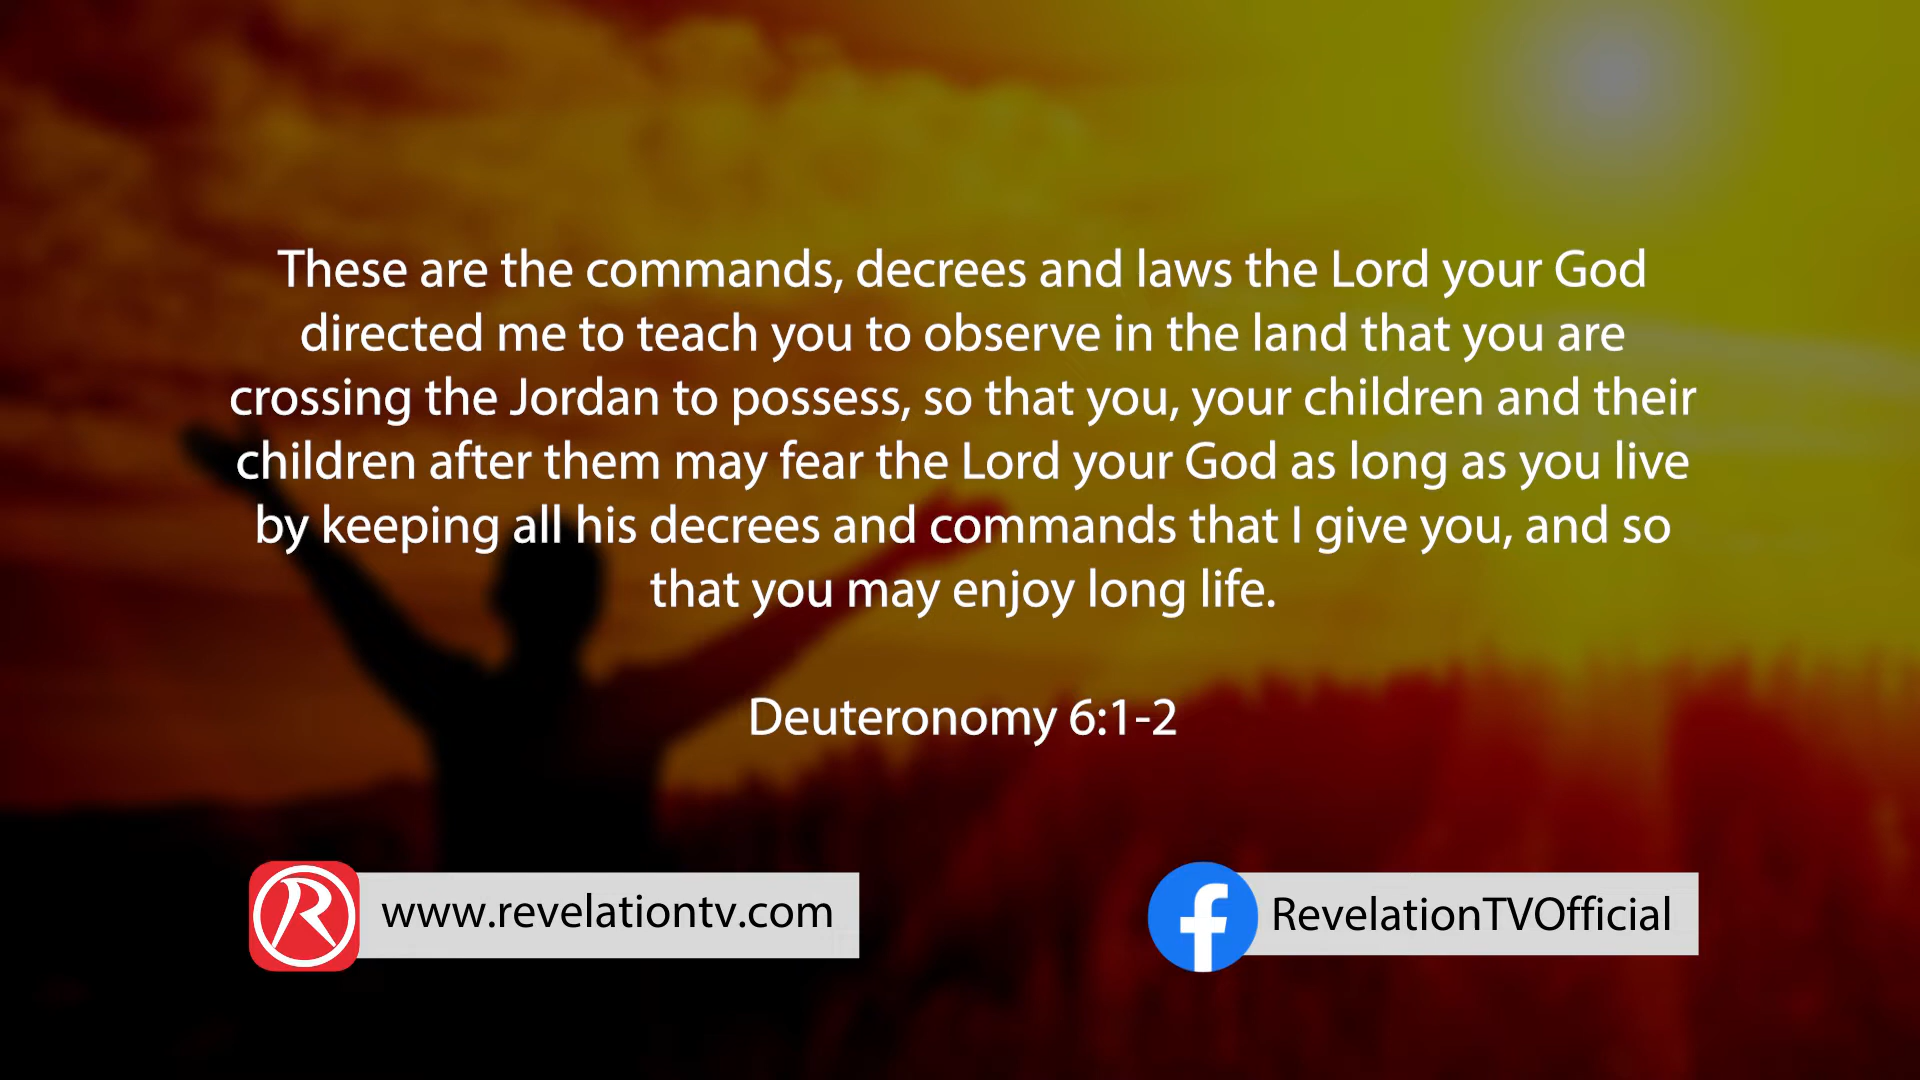 These are the commands, decrees and laws the Lord your God
directed me to teach you to observe in the land that you are
crossing the Jordan to possess, so that you, your children and their
children after them may fear the Lord your God as long as you live
by keeping all his decrees and commands that I give you, and so
that you may enjoy long life.
Deuteronomy 6:1-2
R www.revelationtv.com
f RevelationTVOfficial